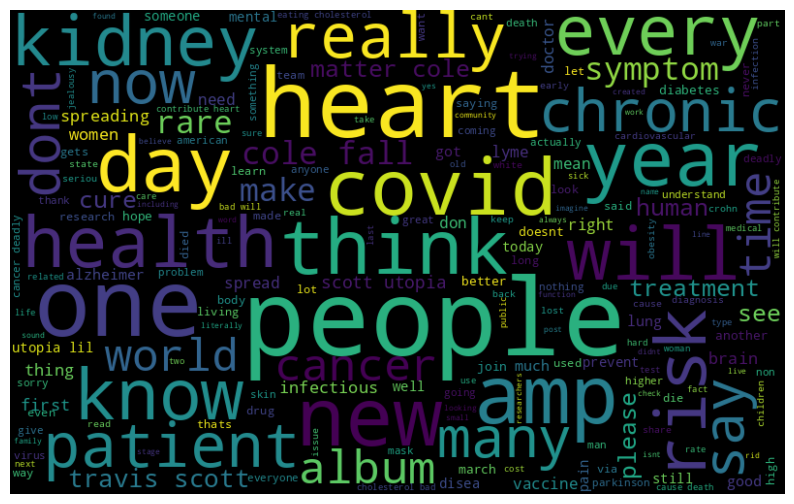 found eating cholesterol want death part
kidney really every
someone mental cant doctor war trying
now system team matter cole symptom let never infection
jealousy contribute heart something yes
low need heart chronic
dont spreading rare saying early diabetes created
women sure take community coming work
day american cole fall got lyme actually cardiovascular
gets state believe white mean sick year deadly
seriou learn anyone old look
thank care make covid name understand
cure bad will said human crohn
research hope including made real great don keep always right imagine
health word think doesnt will time
died ill last today long line medical will contribute
cancer deadly alzheimer spread scott utopia better nothing obesity
related problem lot back due treatment
one body people lost cause diagnosis see
life living public function post type another
sound literally lung
utopia lil world cancer hard didnt woman brain
thing two infectious well join much used prevent test live
sorry know skin going use higher fact non
first drug looking researchers check die children
even thats new small amp please share risk say
give read issue man isnt rate rid
family patient many
virus everyone mask pain via cost still good high
next stage album march parkinson
way travis scott cholesterol bad disea vaccine cause death